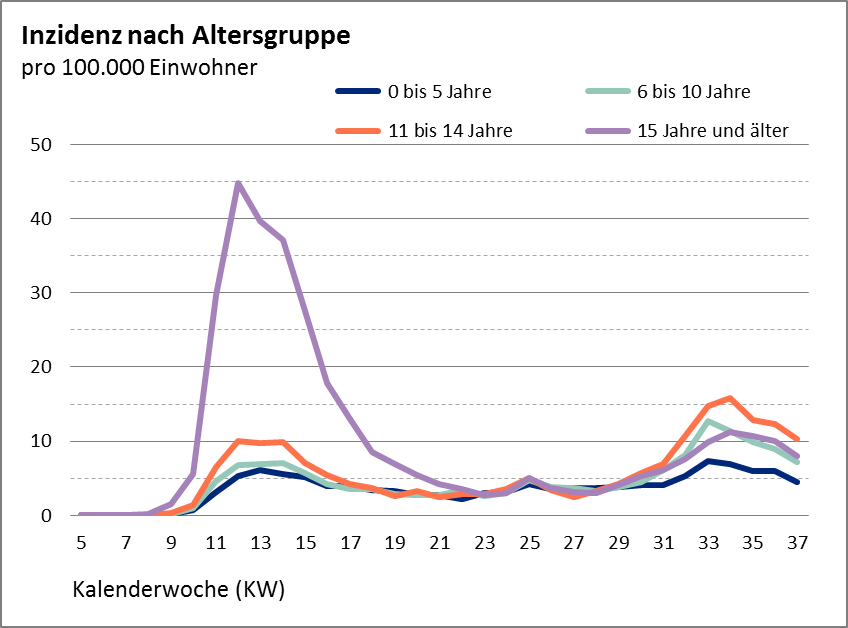 Inzidenz nach Altersgruppe
pro 100.000 Einwohner
0 bis 5 Jahre 6 bis 10 Jahre
11 bis 14 Jahre 15 Jahre und älter
50
40
30
20
10
0
5 7 9 11 13 15 17 19 21 23 25 27 29 31 33 35 37
Kalenderwoche (KW)